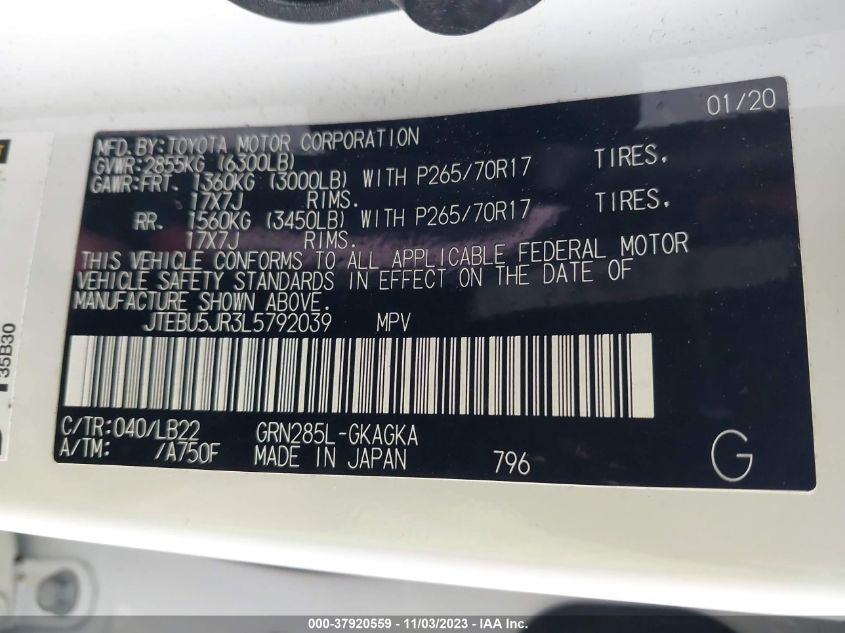 01/20
MFD. BY: TOYOTA MOTOR CORPORATION
GVWR: 2855KG (6300LB)
GAWR: FRT. 1360KG (3000LB) WITH P265/70R17 TIRES,
17X7J RIMS.
RR. 1560KG (3450LB) WITH P265/70R17 TIRES,
17X7J RIMS.
THIS VEHICLE CONFORMS TO ALL APPLICABLE FEDERAL MOTOR
VEHICLE SAFETY STANDARDS IN EFFECT ON THE DATE OF
MANUFACTURE SHOWN ABOVE.
JTEBU5JR3L5792039 MPV
C/TR: 040/LB22 GRN285L-GKAGKA
A/TM: /A750F MADE IN JAPAN 796 G
35B30
000-37920559 - 11/03/2023 - IAA Inc.